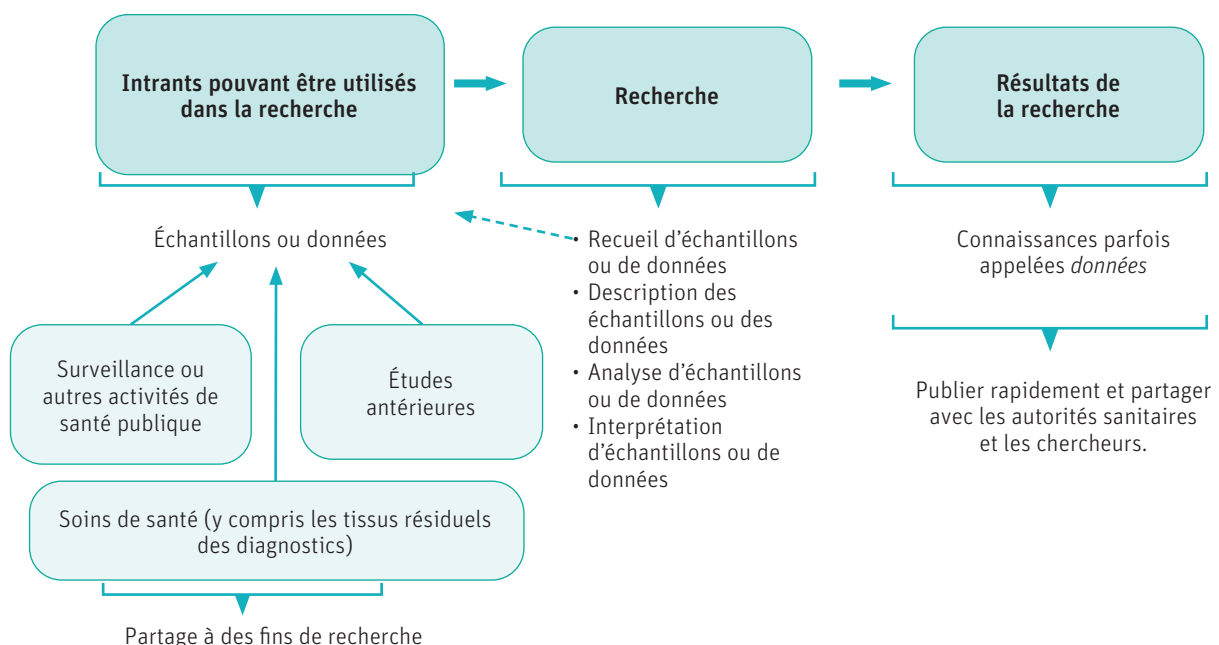 Intrants pouvant être utilisés
dans la recherche
Recherche
Résultats de
la recherche
Échantillons ou données
Surveillance ou
autres activités de
santé publique
Études
antérieures
Soins de santé (y compris les tissus résiduels
des diagnostics)
Partage à des fins de recherche
• Recueil d'échantillons
ou de données
• Description des
échantillons ou des
données
• Analyse d'échantillons
ou de données
• Interprétation
d'échantillons ou de
données
Connaissances parfois
appelées données
Publier rapidement et partager
avec les autorités sanitaires
et les chercheurs.